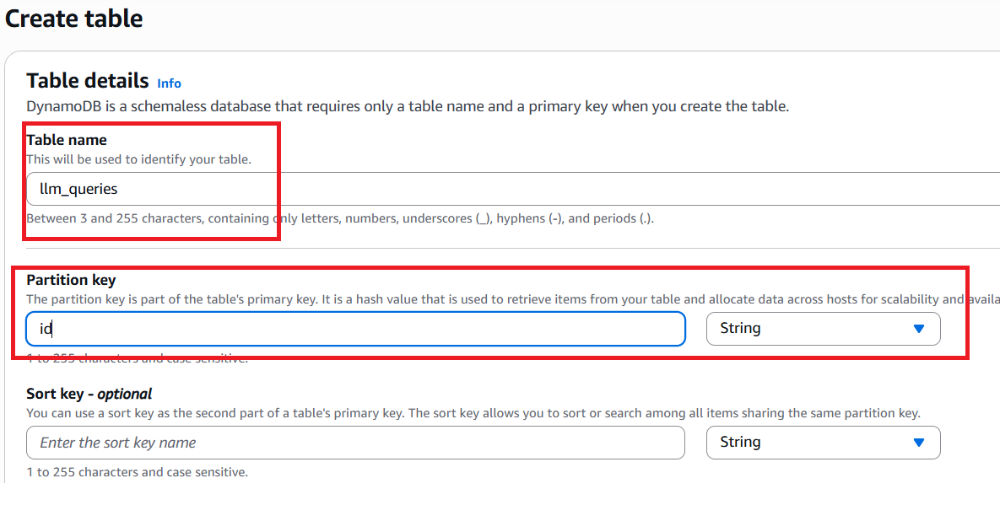 Create table
Table details Info
DynamoDB is a schemaless database that requires only a table name and a primary key when you create the table.
Table name
This will be used to identify your table.
llm_queries
Between 3 and 255 characters, containing only letters, numbers, underscores (_), hyphens (-), and periods (.).
Partition key
The partition key is part of the table's primary key. It is a hash value that is used to retrieve items from your table and allocate data across hosts for scalability and availa
id String
1 to 255 characters and case sensitive.
Sort key - optional
You can use a sort key as the second part of a table's primary key. The sort key allows you to sort or search among all items sharing the same partition key.
Enter the sort key name String
1 to 255 characters and case sensitive.